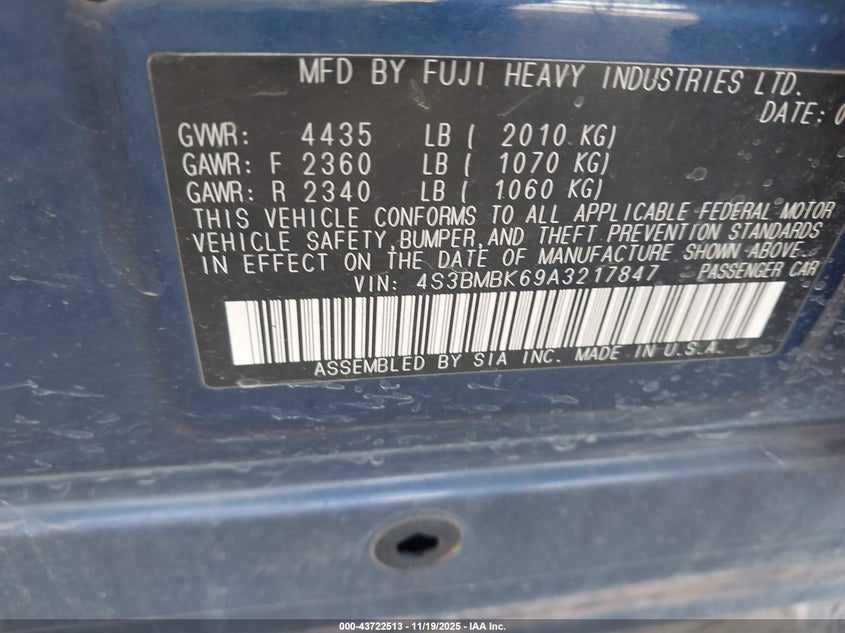 MFD BY FUJI HEAVY INDUSTRIES LTD.
DATE: 0
GVWR: 4435 LB ( 2010 KG)
GAWR: F 2360 LB ( 1070 KG)
GAWR: R 2340 LB ( 1060 KG)
THIS VEHICLE CONFORMS TO ALL APPLICABLE FEDERAL MOTOR
VEHICLE SAFETY,BUMPER,AND THEFT PREVENTION STANDARDS
IN EFFECT ON THE DATE OF MANUFACTURE SHOWN ABOVE.
VIN: 4S3BMBK69A3217847 PASSENGER CAR
ASSEMBLED BY SIA INC. MADE IN U.S.A.
000-43722513 - 11/19/2025 - IAA Inc.